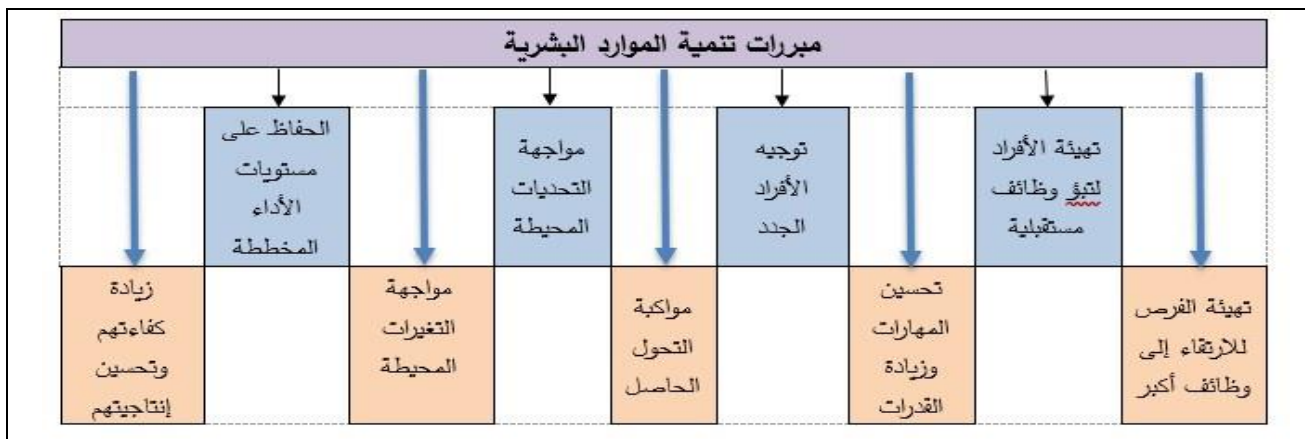 مبررات تنمية الموارد البشرية
تهيئة الأفراد
لتبؤ وظائف
مستقبلية
توجيه
الأفراد
الجدد
مواجهة
التحديات
المحيطة
الحفاظ على
مستويات
الأداء
المخططة
تهيئة الفرص
للارتقاء إلى
وظائف أكبر
تحسين
المهارات
وزيادة
القدرات
مواكبة
التحول
الحاصل
مواجهة
التغيرات
المحيطة
زيادة
كفاءتهم
وتحسين
إنتاجيتهم